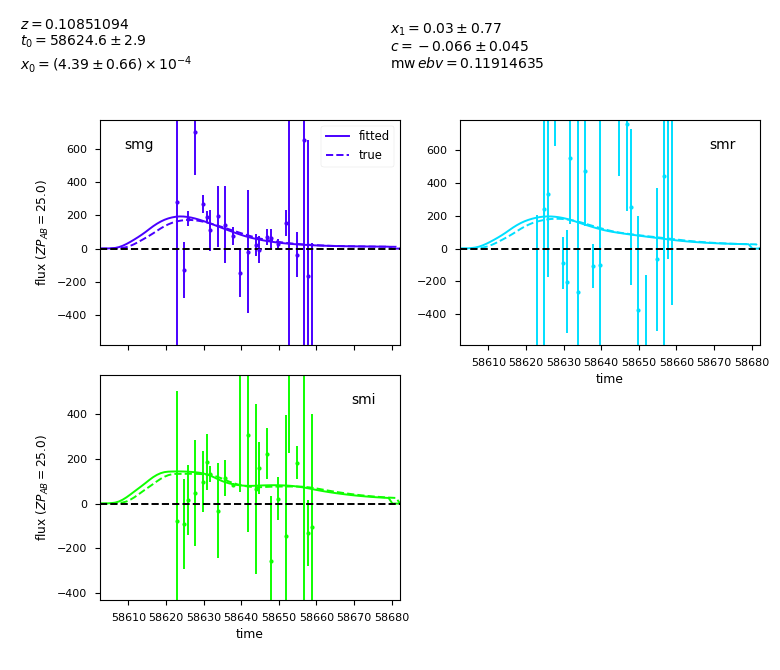 z = 0.10851094
t₀ = 58624.6 ± 2.9
x₀ = (4.39 ± 0.66) × 10⁻⁴
x₁ = 0.03 ± 0.77
c = −0.066 ± 0.045
mw ebv = 0.11914635
smg
fitted
true
600
400
200
0
−200
−400
flux (ZP_AB = 25.0)
smr
600
400
200
0
−200
−400
58610 58620 58630 58640 58650 58660 58670 58680
time
smi
400
200
0
−200
−400
flux (ZP_AB = 25.0)
58610 58620 58630 58640 58650 58660 58670 58680
time